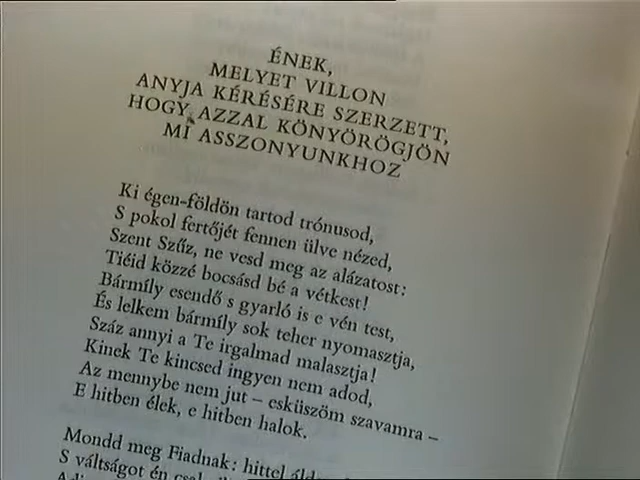 ÉNEK,
MELYET VILLON
ANYJA KÉRÉSÉRE SZERZETT,
HOGY AZZAL KÖNYÖRÖGJÖN
MI ASSZONYUNKHOZ
Ki égen-földön tartod trónusod,
S pokol fertőjét fennen ülve nézed,
Szent Szűz, ne vesd meg az alázatost:
Tiéid közzé bocsásd bé a vétkest!
Bármíly esendő s gyarló is e vén test,
És lelkem bármíly sok teher nyomasztja,
Száz annyi a Te irgalmad malasztja!
Kinek Te kincsed ingyen nem adod,
Az mennybe nem jut – esküszöm szavamra –
E hitben élek, e hitben halok.
Mondd meg Fiadnak: hittel
S váltságot én